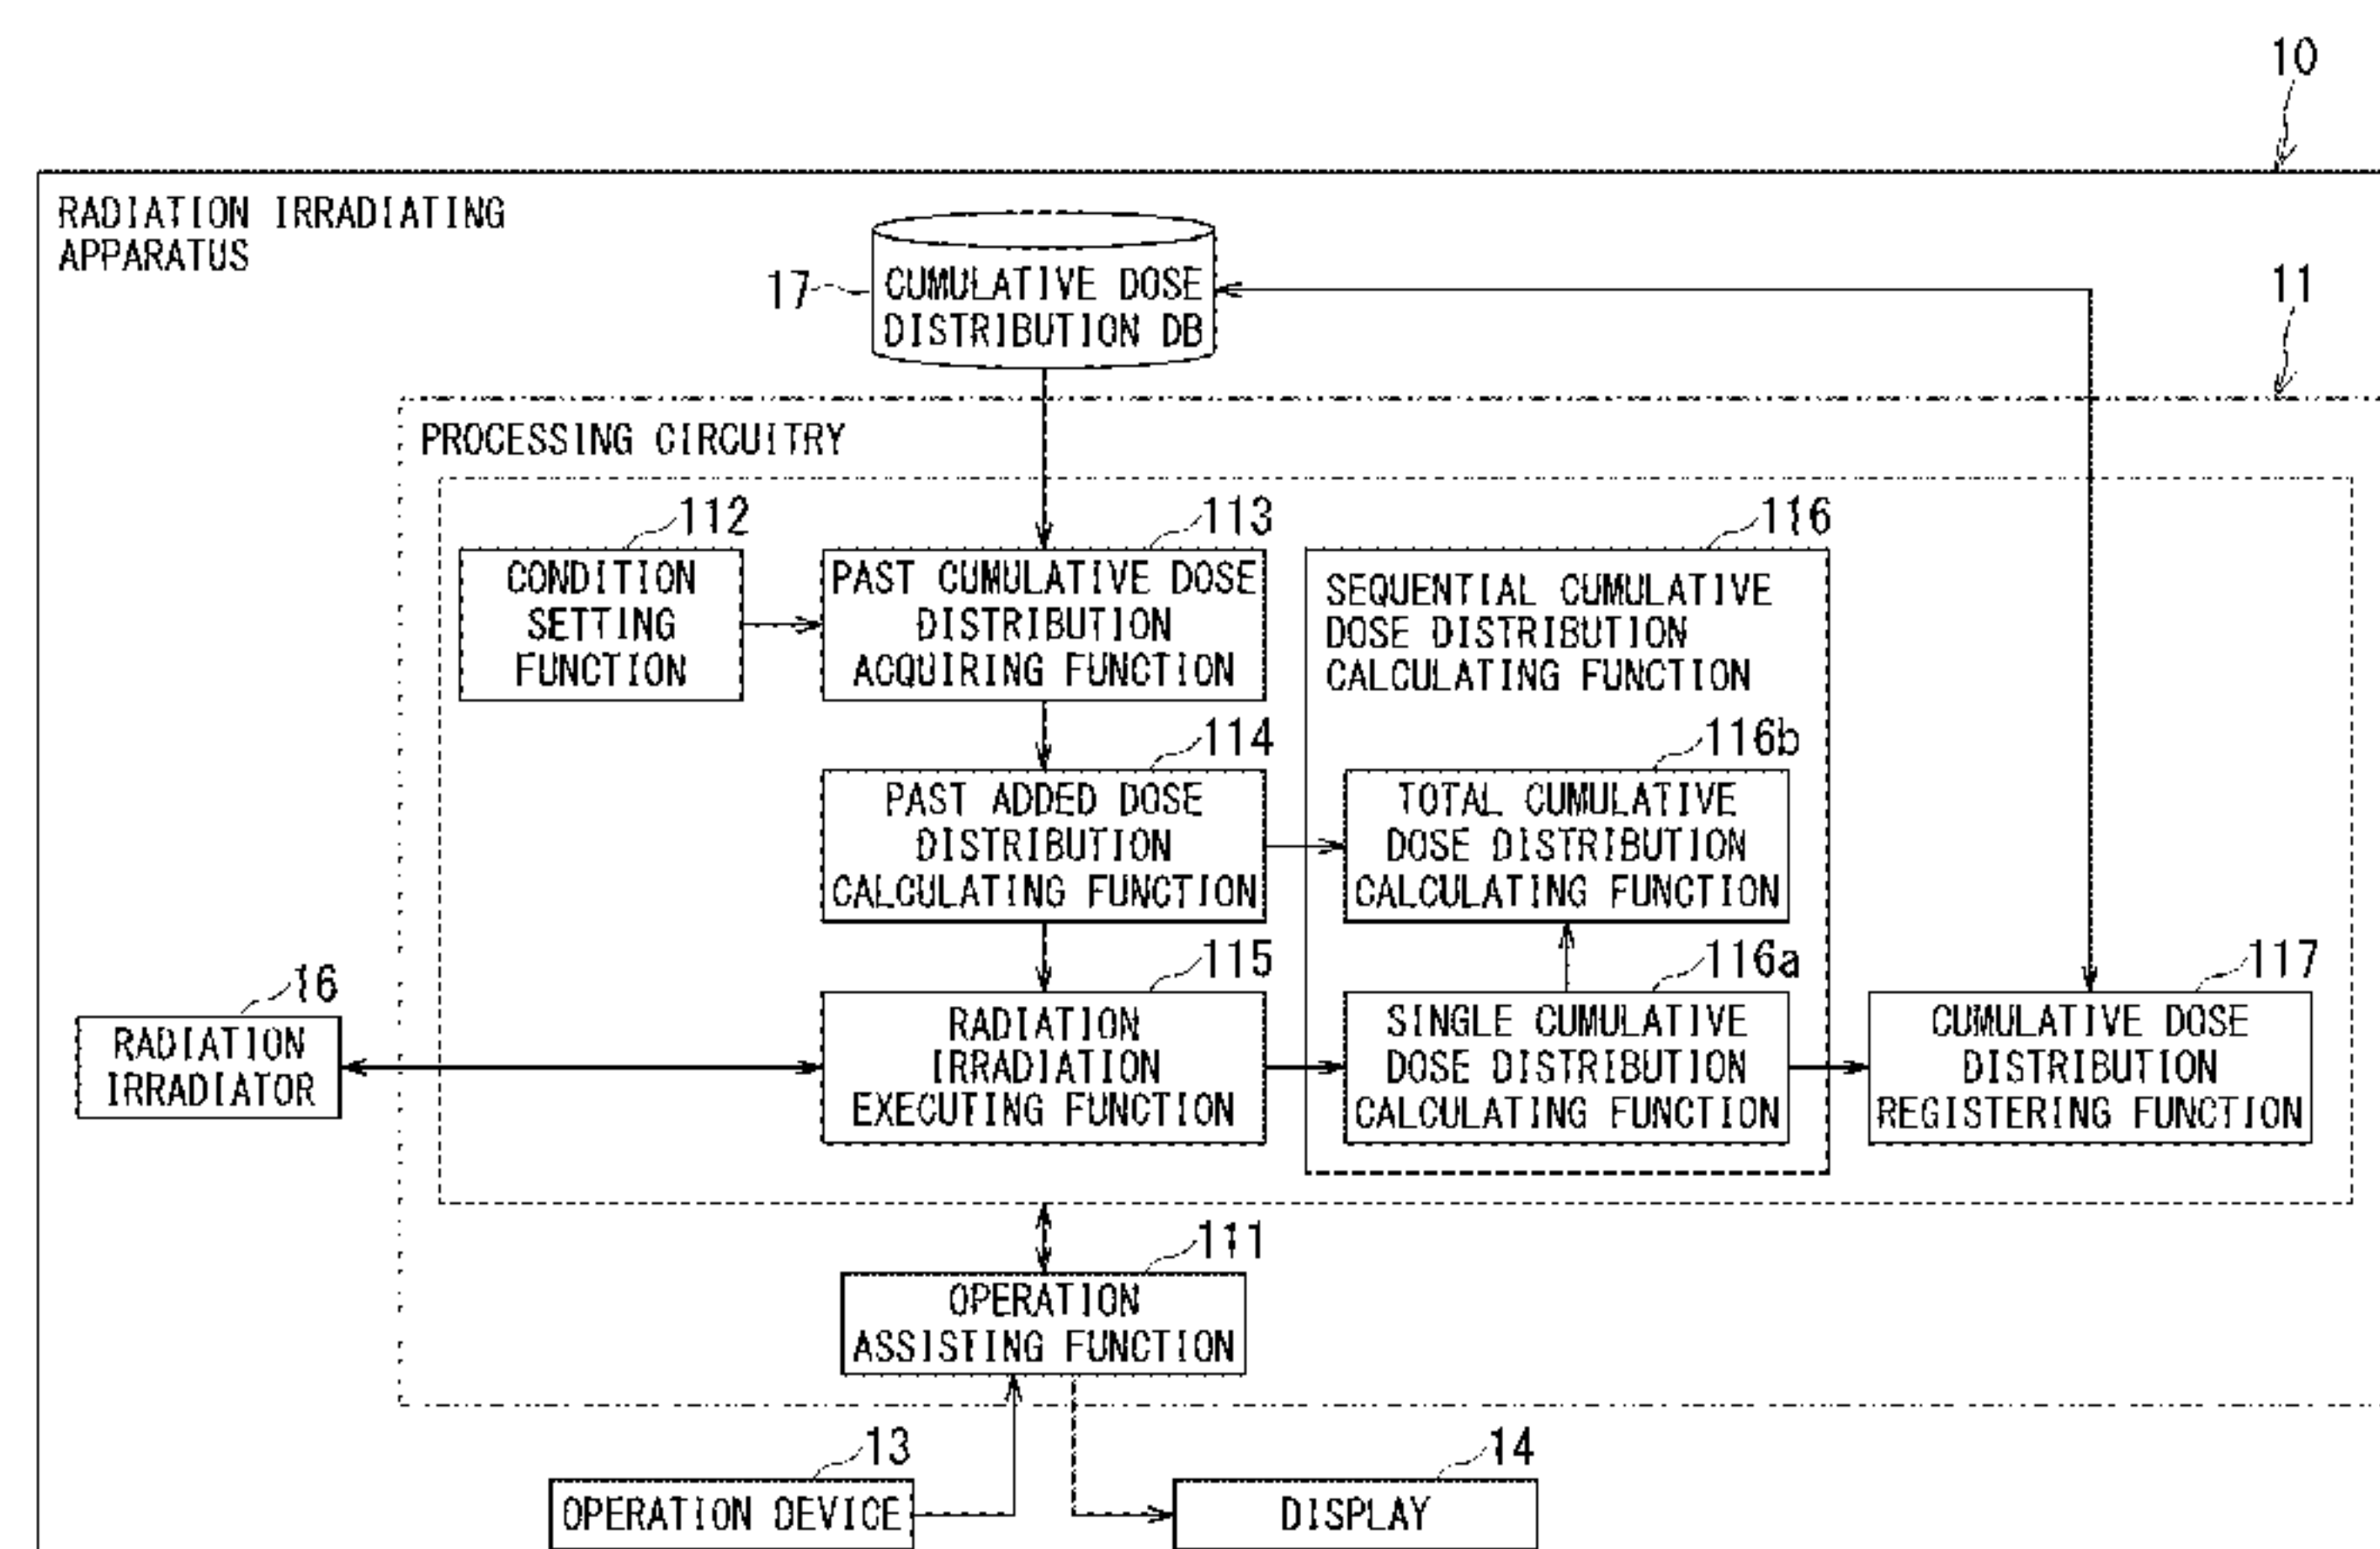 10
RADIATION IRRADIATING
APPARATUS
17
CUMULATIVE DOSE
DISTRIBUTION DB
11
PROCESSING CIRCUITRY
112
CONDITION
SETTING
FUNCTION
113
PAST CUMULATIVE DOSE
DISTRIBUTION
ACQUIRING FUNCTION
116
SEQUENTIAL CUMULATIVE
DOSE DISTRIBUTION
CALCULATING FUNCTION
114
PAST ADDED DOSE
DISTRIBUTION
CALCULATING FUNCTION
116b
TOTAL CUMULATIVE
DOSE DISTRIBUTION
CALCULATING FUNCTION
16
RADIATION
IRRADIATOR
115
RADIATION
IRRADIATION
EXECUTING FUNCTION
116a
SINGLE CUMULATIVE
DOSE DISTRIBUTION
CALCULATING FUNCTION
117
CUMULATIVE DOSE
DISTRIBUTION
REGISTERING FUNCTION
111
OPERATION
ASSISTING FUNCTION
13
OPERATION DEVICE
14
DISPLAY